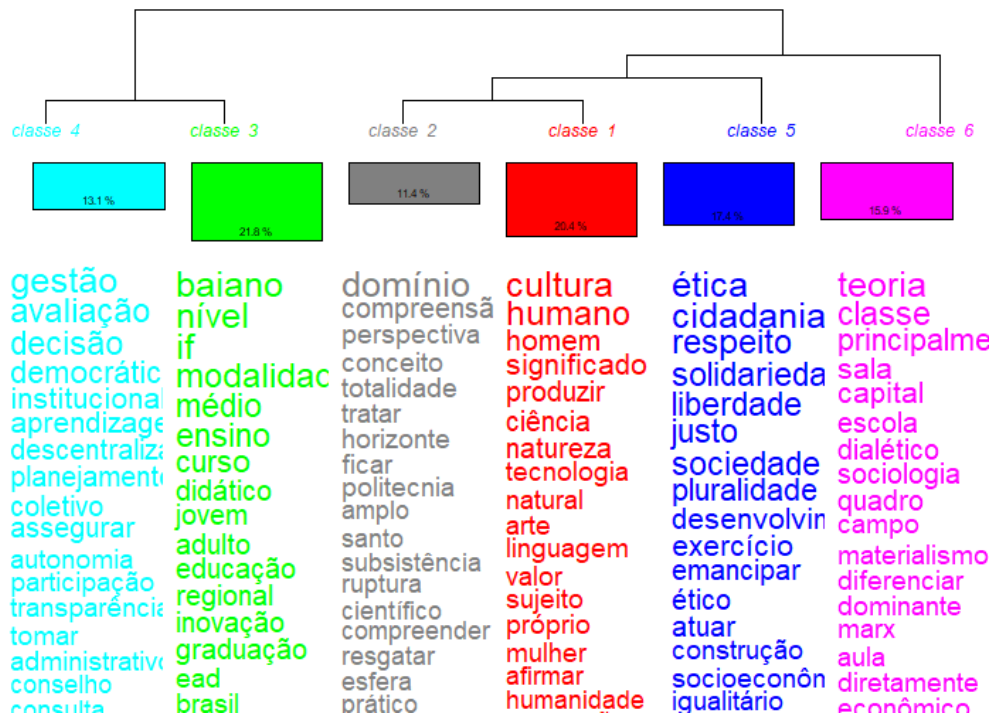 classe 4
classe 3
classe 2
classe 1
classe 5
classe 6
13.1 %
21.8 %
11.4 %
20.4 %
17.4 %
15.9 %
gestão
avaliação
decisão
democrátic
institucional
aprendizage
descentraliza
planejament
coletivo
assegurar
autonomia
participação
transparência
tomar
administrativo
conselho
consulta
baiano
nível
if
modalidad
médio
ensino
curso
didático
jovem
adulto
educação
regional
inovação
graduação
ead
brasil
domínio
compreensã
perspectiva
conceito
totalidade
tratar
horizonte
ficar
politecnia
amplo
santo
subsistência
ruptura
científico
compreender
resgatar
esfera
prático
cultura
humano
homem
significado
produzir
ciência
natureza
tecnologia
natural
arte
linguagem
valor
sujeito
próprio
mulher
afirmar
humanidade
ética
cidadania
respeito
solidarieda
liberdade
justo
sociedade
pluralidade
desenvolvin
exercício
emancipar
ético
atuar
construção
socioeconôn
igualitário
teoria
classe
principalme
sala
capital
escola
dialético
sociologia
quadro
campo
materialismo
diferenciar
dominante
marx
aula
diretamente
econômico